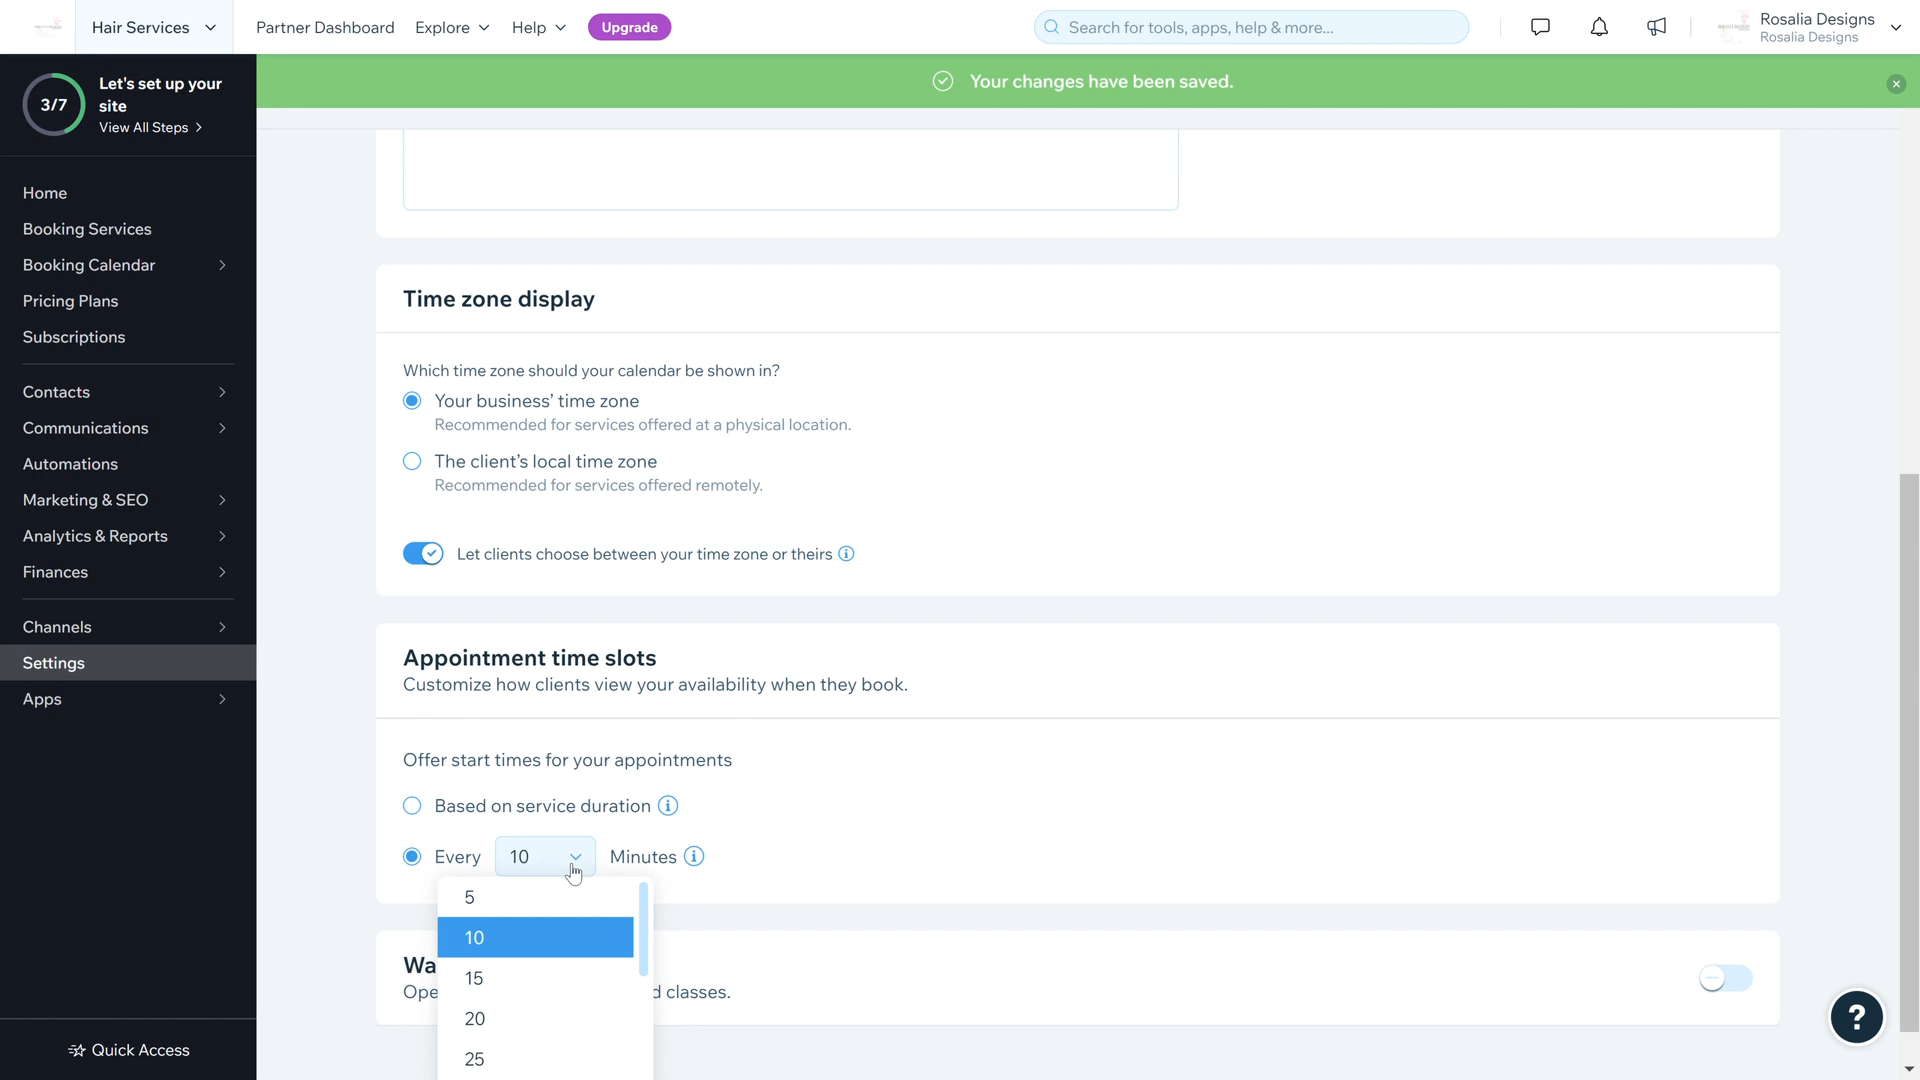 Hair Services
Partner Dashboard
Explore
Help
Upgrade
Search for tools, apps, help & more...
Rosalia Designs
Rosalia Designs
3/7
Let's set up your
site
View All Steps
Your changes have been saved.
Home
Booking Services
Booking Calendar
Pricing Plans
Subscriptions
Contacts
Communications
Automations
Marketing & SEO
Analytics & Reports
Finances
Channels
Settings
Apps
Quick Access
Time zone display
Which time zone should your calendar be shown in?
Your business' time zone
Recommended for services offered at a physical location.
The client's local time zone
Recommended for services offered remotely.
Let clients choose between your time zone or theirs
Appointment time slots
Customize how clients view your availability when they book.
Offer start times for your appointments
Based on service duration
Every 10 Minutes
5
10
15
20
25
Wa
Ope d classes.
?